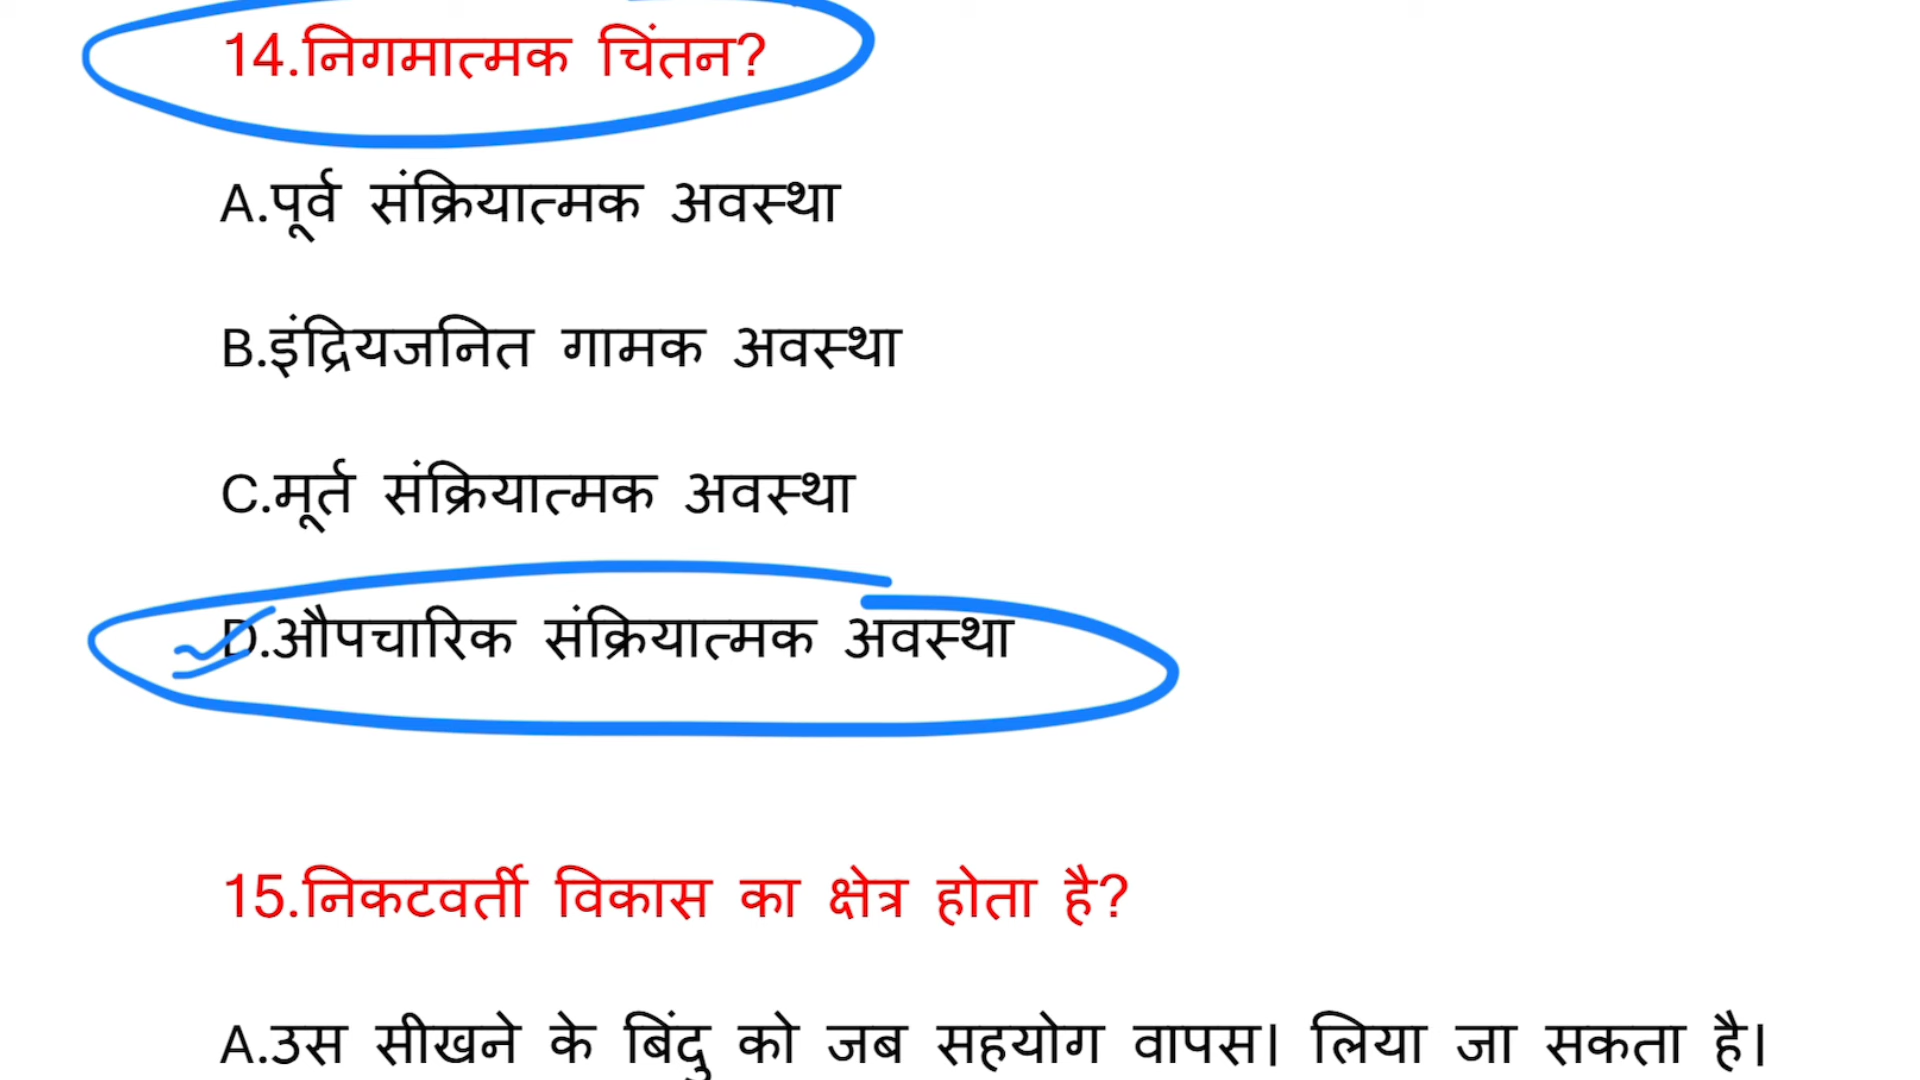 14.निगमात्मक चिंतन?
A.पूर्व संक्रियात्मक अवस्था
B.इंद्रियजनित गामक अवस्था
C.मूर्त संक्रियात्मक अवस्था
D.औपचारिक संक्रियात्मक अवस्था
15.निकटवर्ती विकास का क्षेत्र होता है?
A.उस सीखने के बिंदु को जब सहयोग वापस। लिया जा सकता है।